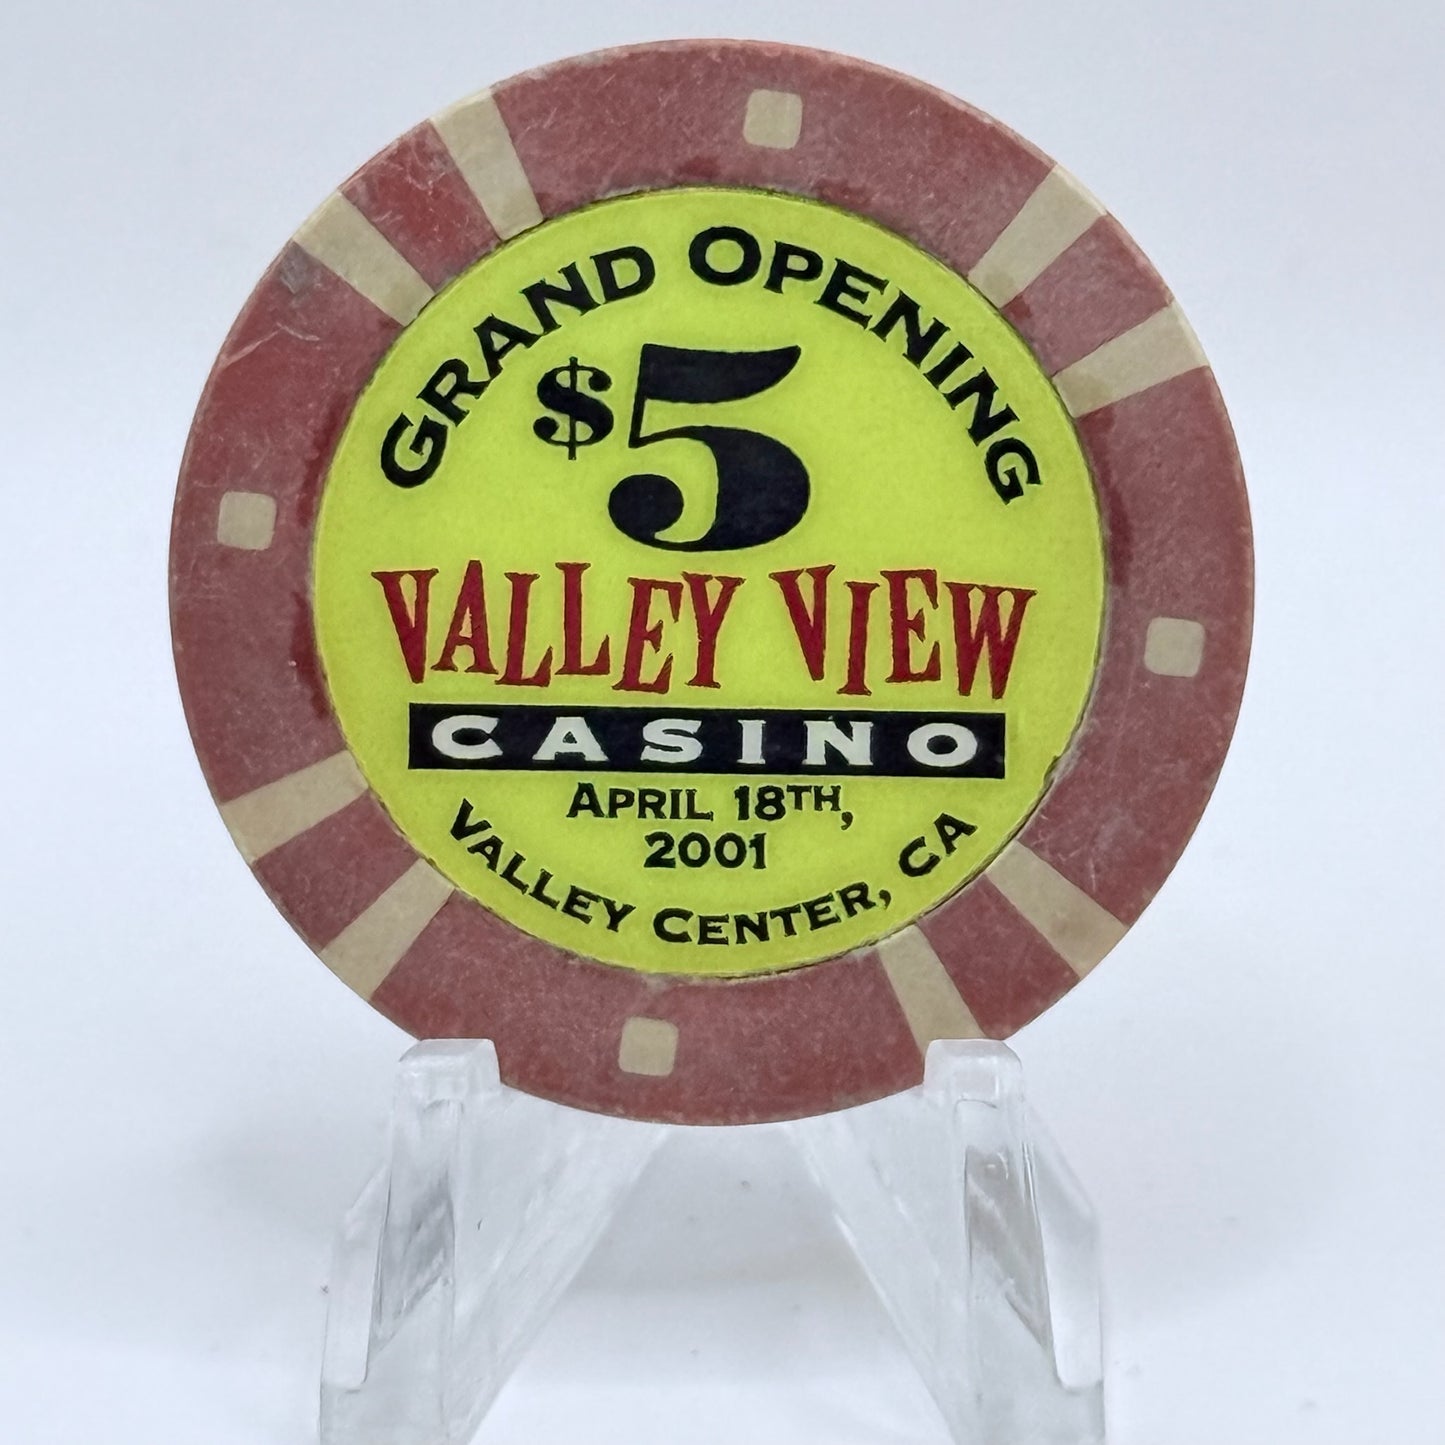 GRAND OPENING
$5
VALLEY VIEW
CASINO
APRIL 18TH,
2001
VALLEY CENTER, CA